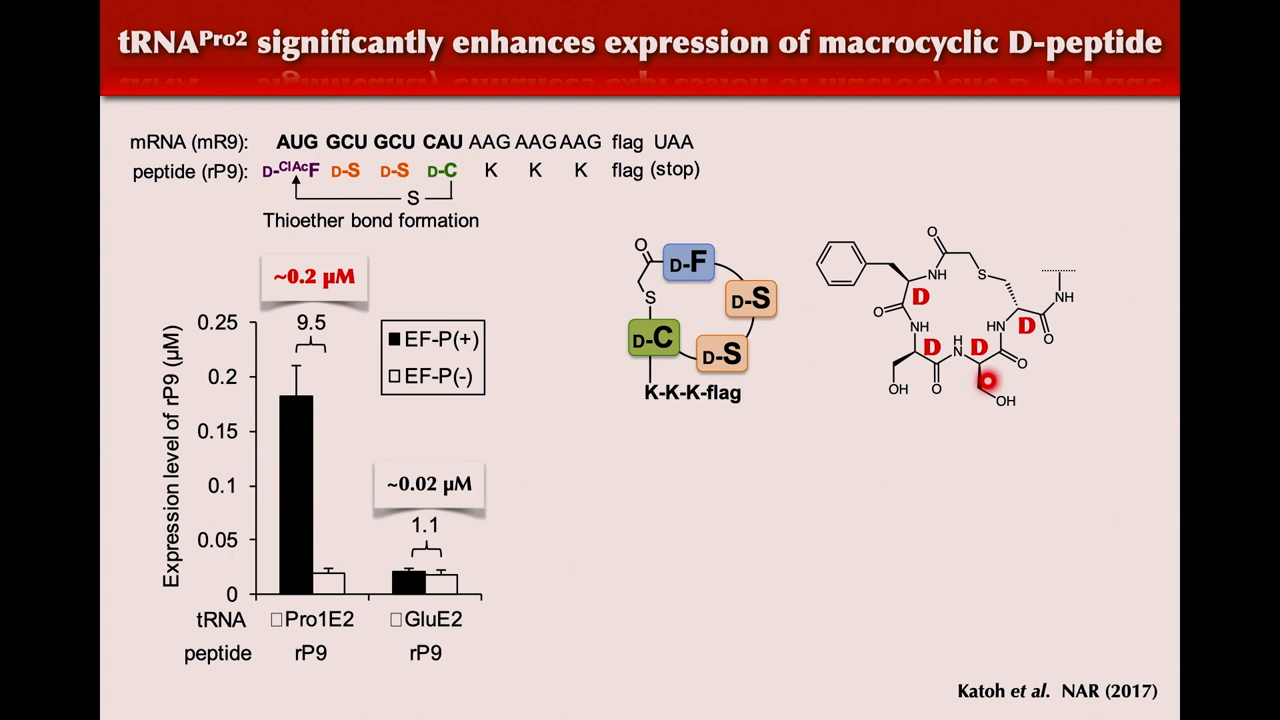 tRNAᴾʳᵒ² significantly enhances expression of macrocyclic D-peptide
mRNA (mR9): AUG GCU GCU CAU AAG AAG AAG flag UAA
peptide (rP9): D-ClAcF D-S D-S D-C K K K flag (stop)
S
Thioether bond formation
~0.2 µM
9.5
EF-P(+)
EF-P(-)
~0.02 µM
1.1
Expression level of rP9 (µM)
0.25
0.2
0.15
0.1
0.05
0
tRNA □Pro1E2 □GluE2
peptide rP9 rP9
O
D-F
S
D-S
D-C
D-S
K-K-K-flag
O
NH
S
D
NH
O
NH
HN
D
O
D
H
N
D
O
OH
O
OH
Katoh et al. NAR (2017)